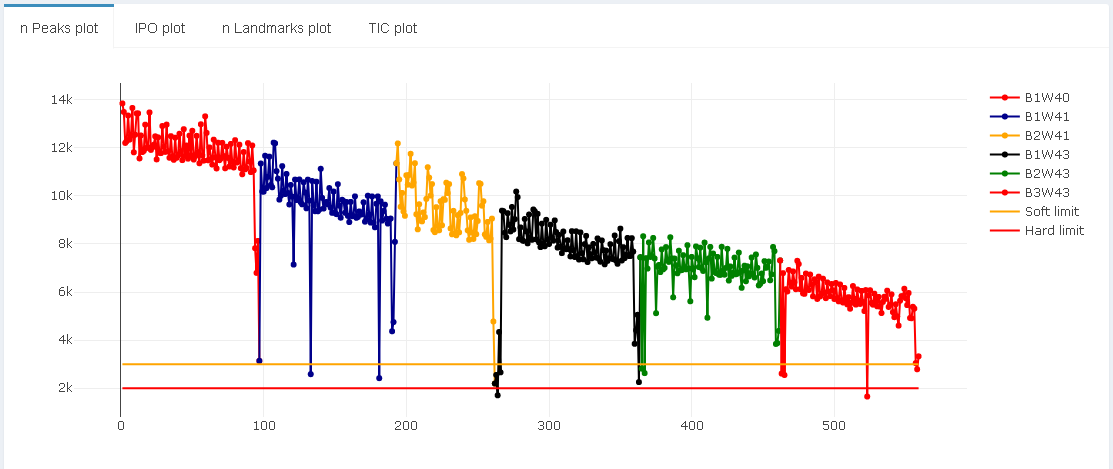 n Peaks plot IPO plot n Landmarks plot TIC plot
14k
12k
10k
8k
6k
4k
2k
0 100 200 300 400 500
B1W40
B1W41
B2W41
B1W43
B2W43
B3W43
Soft limit
Hard limit